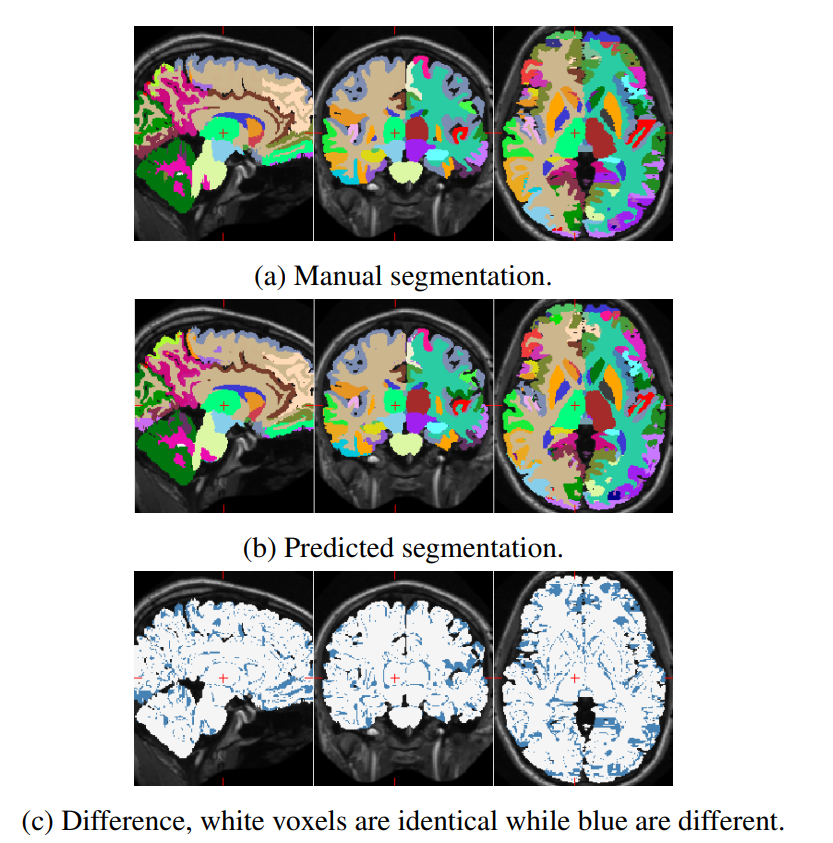 (a) Manual segmentation.
(b) Predicted segmentation.
(c) Difference, white voxels are identical while blue are different.